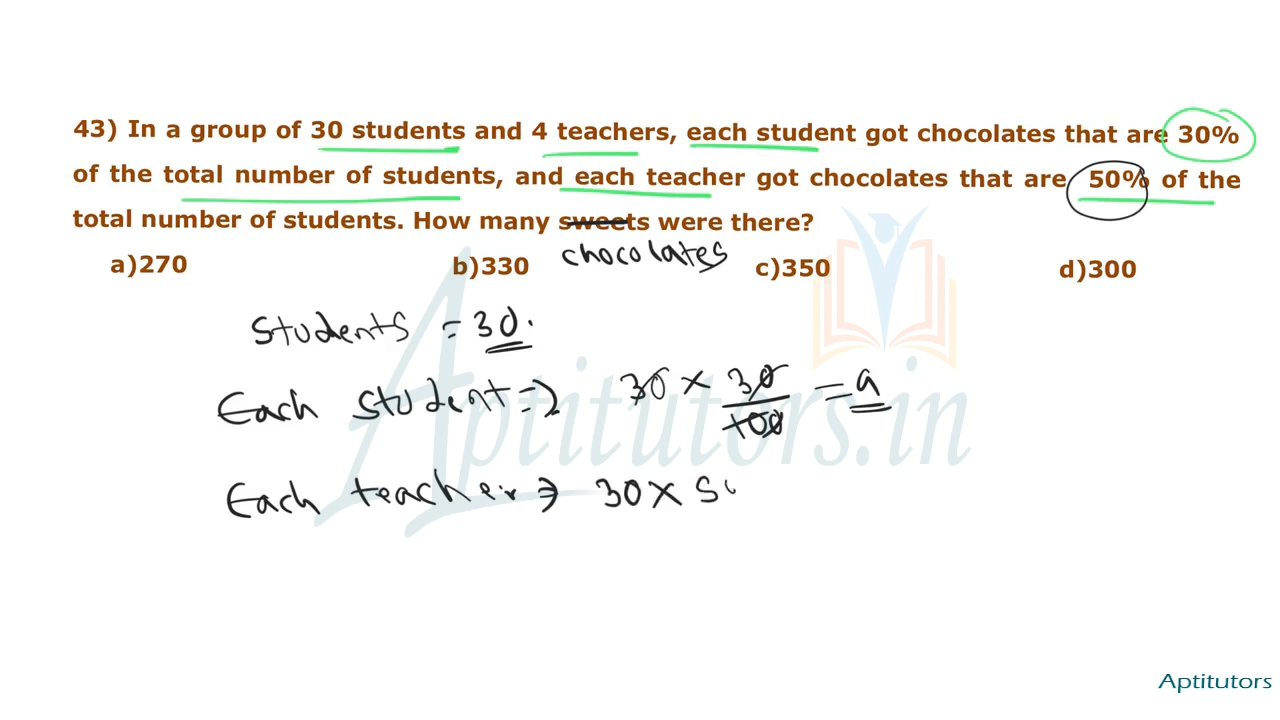 43) In a group of 30 students and 4 teachers, each student got chocolates that are 30%
of the total number of students, and each teacher got chocolates that are 50% of the
total number of students. How many sweets were there?
chocolates
a)270 b)330 c)350 d)300
Students = 30.
Each student => 30 × 30/100 = 9
Each teacher => 30 × 50
Aptitutors.in
Aptitutors